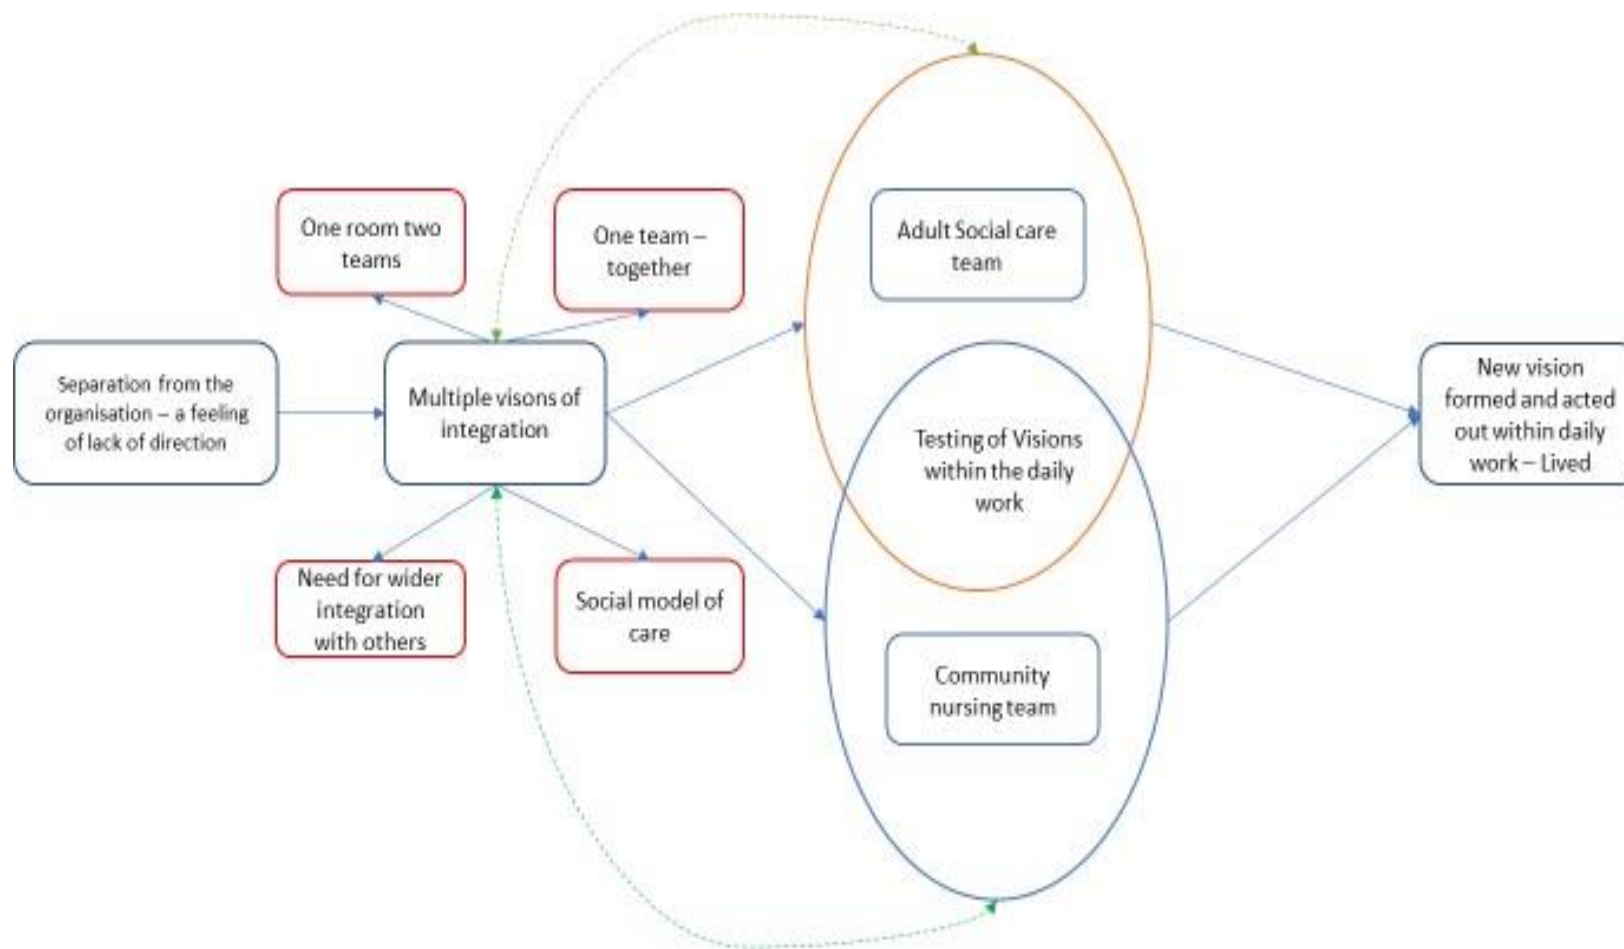 One room two
teams
One team –
together
Adult Social care
team
Separation from the
organisation – a feeling
of lack of direction
Multiple visons of
integration
Testing of Visions
within the daily
work
New vision
formed and acted
out within daily
work – Lived
Need for wider
integration
with others
Social model of
care
Community
nursing team